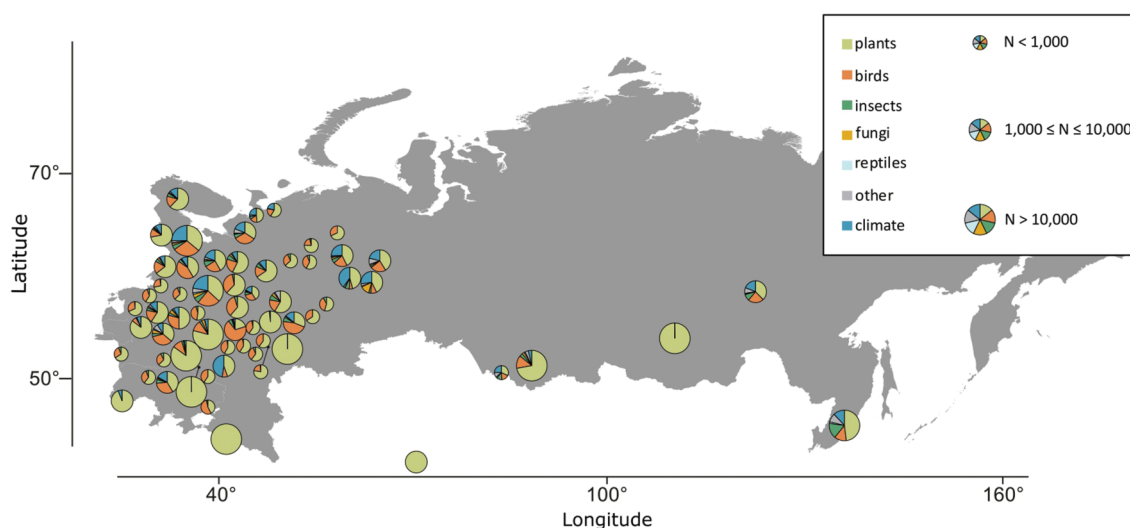 plants
N < 1,000
birds
insects
fungi
1,000 ≤ N ≤ 10,000
reptiles
other
climate
N > 10,000
Latitude
70°
50°
40°
100°
160°
Longitude